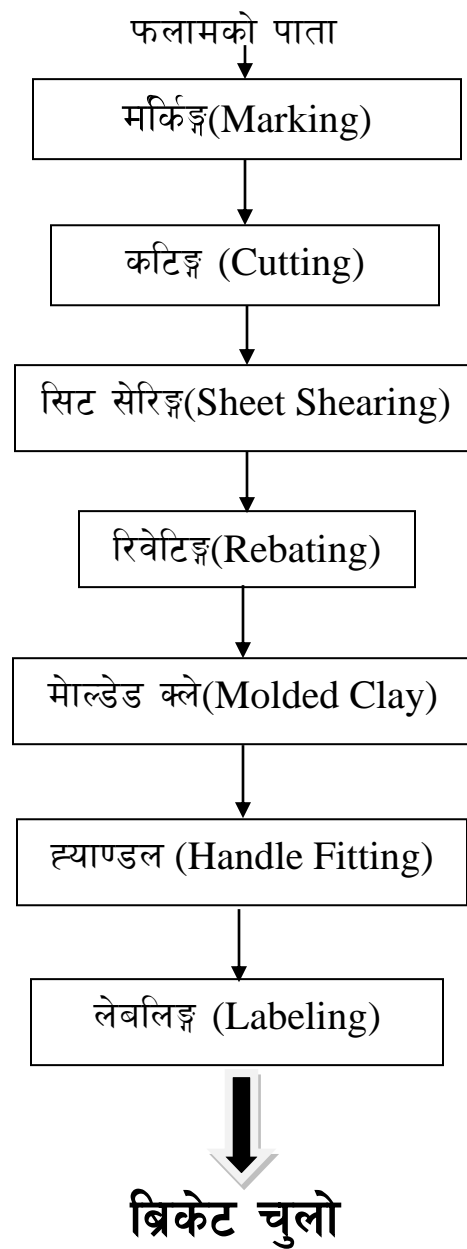 फलामको पाता
मर्किङ्ग(Marking)
कटिङ्ग (Cutting)
सिट सेरिङ्ग(Sheet Shearing)
रिवेटिङ्ग(Rebating)
मोल्डेड क्ले(Molded Clay)
ह्याण्डल (Handle Fitting)
लेबलिङ्ग (Labeling)
ब्रिकेट चुलो